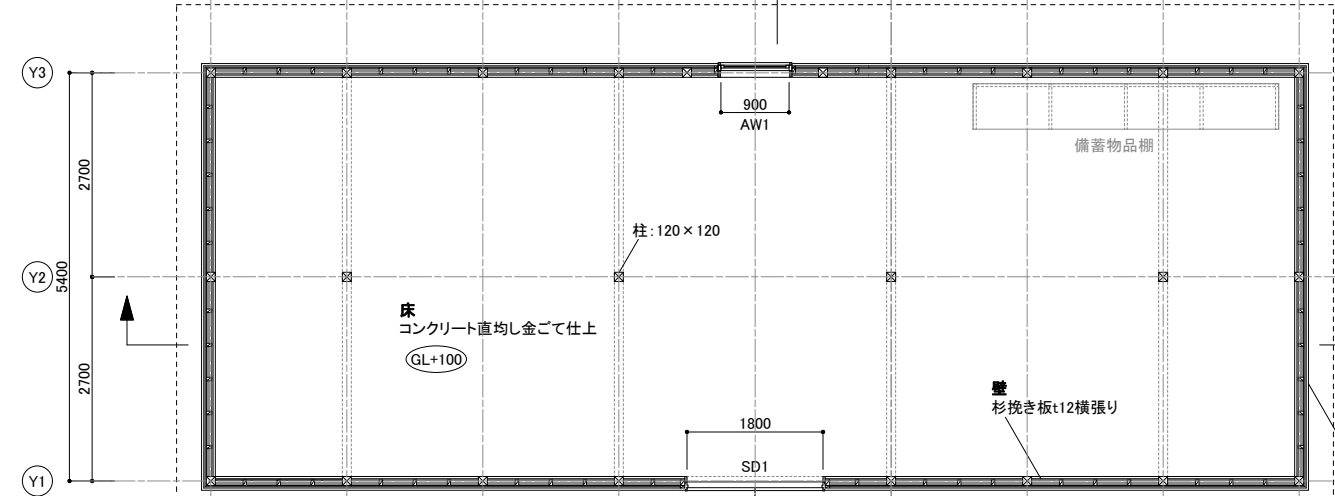 Y3
900
AW1
備蓄物品棚
2700
柱:120×120
Y2
5400
床
コンクリート直均し金ごて仕上
GL+100
2700
壁
杉挽き板t12横張り
1800
SD1
Y1